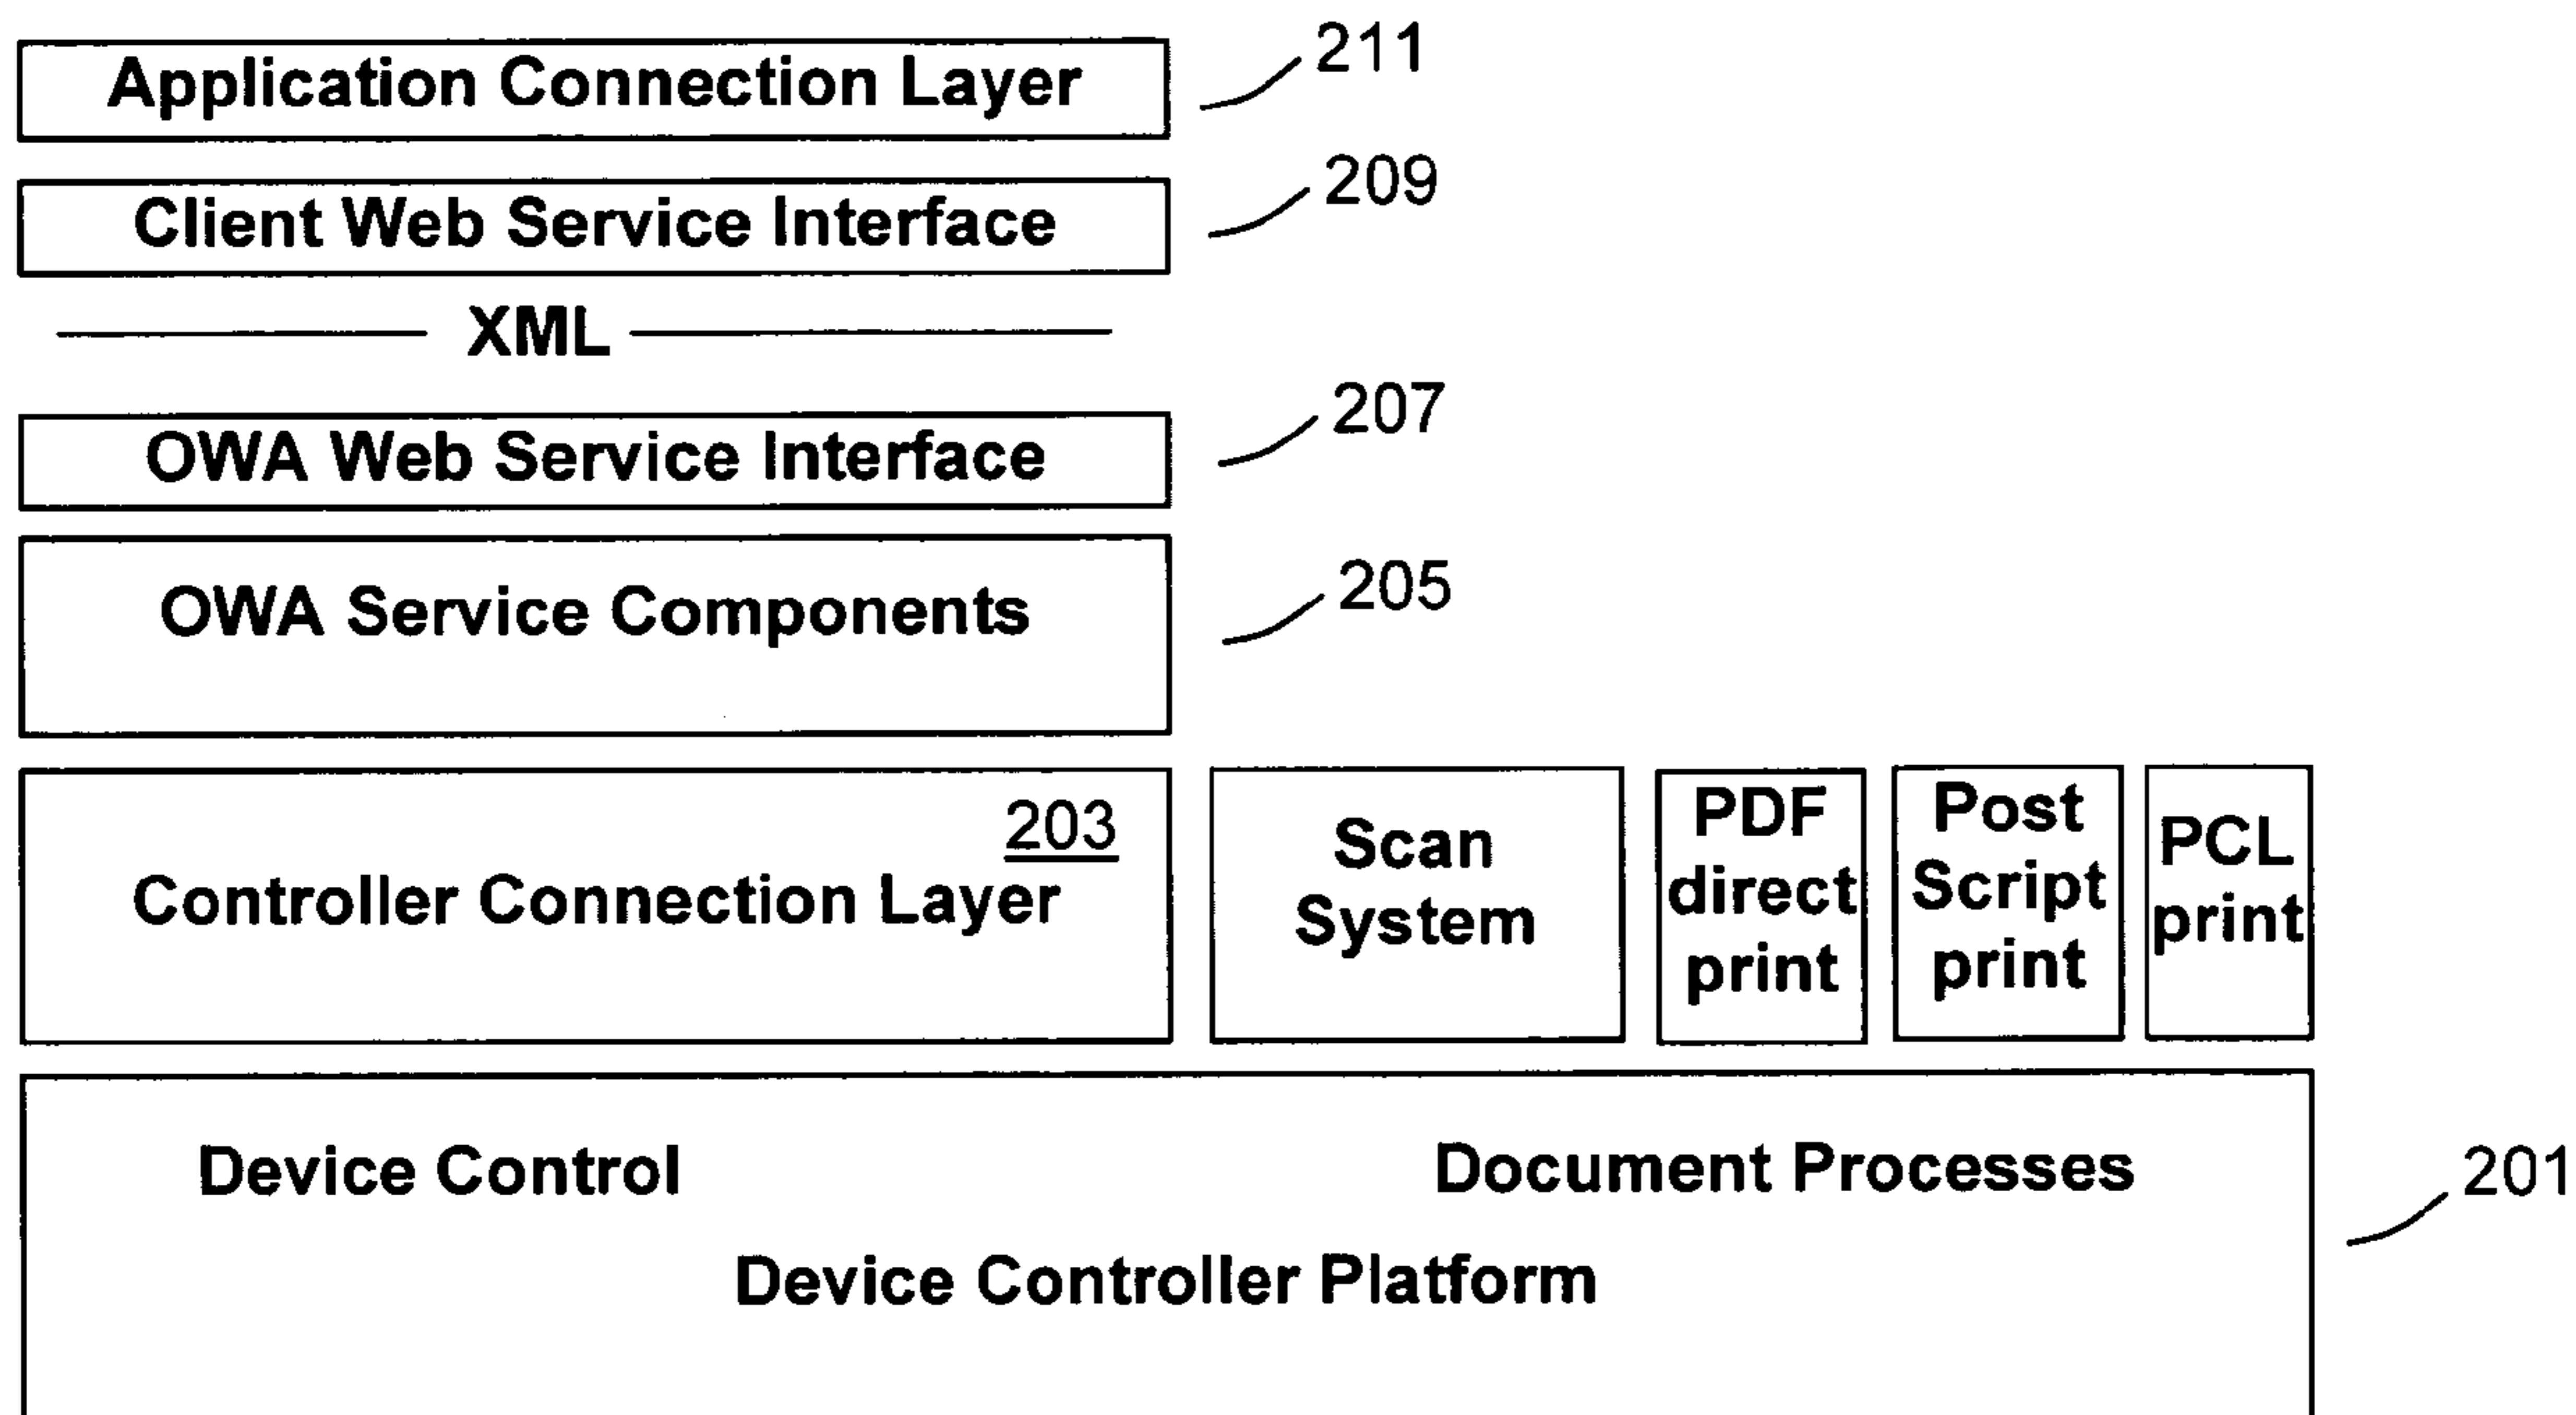 Application Connection Layer
211
Client Web Service Interface
209
XML
OWA Web Service Interface
207
OWA Service Components
205
203
Controller Connection Layer
Scan
System
PDF
direct
print
Post
Script
print
PCL
print
Device Control
Document Processes
201
Device Controller Platform